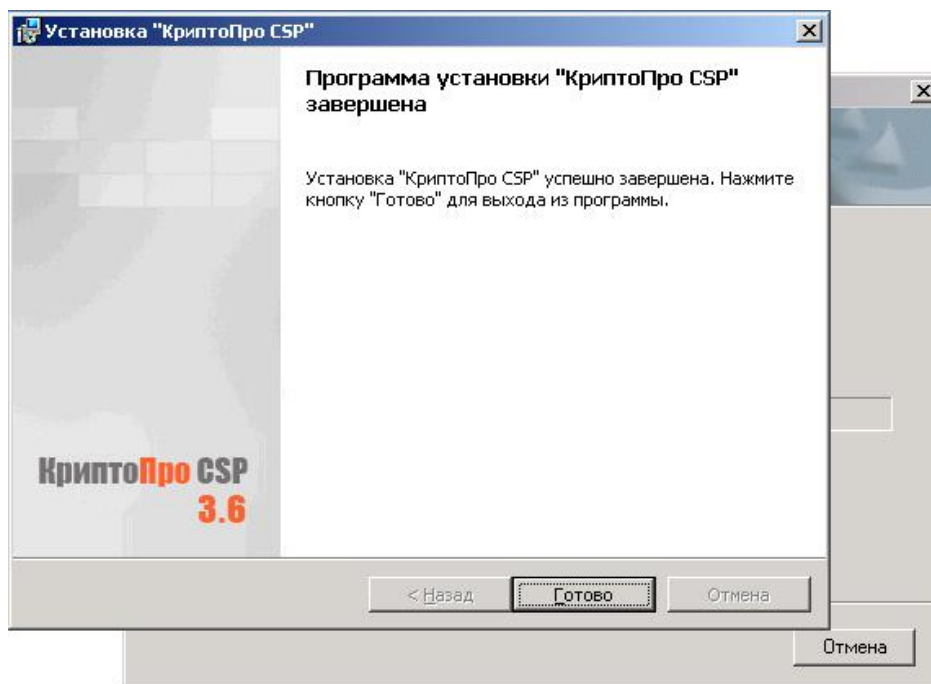 Установка "КриптоПро CSP"
Программа установки "КриптоПро CSP"
завершена
Установка "КриптоПро CSP" успешно завершена. Нажмите
кнопку "Готово" для выхода из программы.
КриптоПро CSP
3.6
< Назад
Готово
Отмена
Отмена